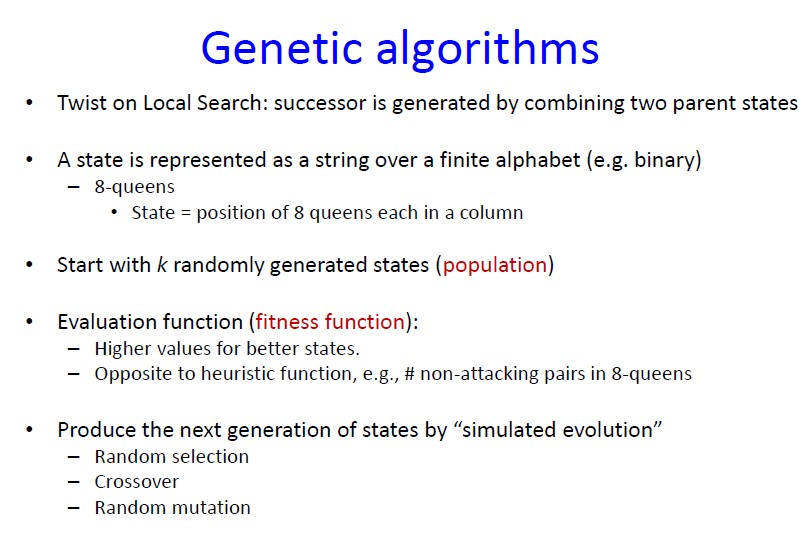 Genetic algorithms
• Twist on Local Search: successor is generated by combining two parent states
• A state is represented as a string over a finite alphabet (e.g. binary)
– 8-queens
• State = position of 8 queens each in a column
• Start with k randomly generated states (population)
• Evaluation function (fitness function):
– Higher values for better states.
– Opposite to heuristic function, e.g., # non-attacking pairs in 8-queens
• Produce the next generation of states by “simulated evolution”
– Random selection
– Crossover
– Random mutation